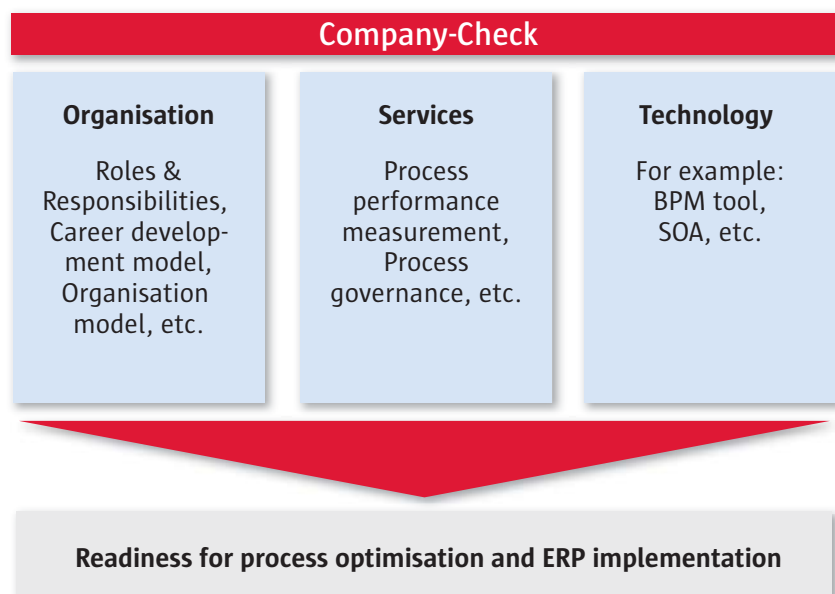 Company-Check
Organisation
Roles &
Responsibilities,
Career develop-
ment model,
Organisation
model, etc.
Services
Process
performance
measurement,
Process
governance, etc.
Technology
For example:
BPM tool,
SOA, etc.
Readiness for process optimisation and ERP implementation